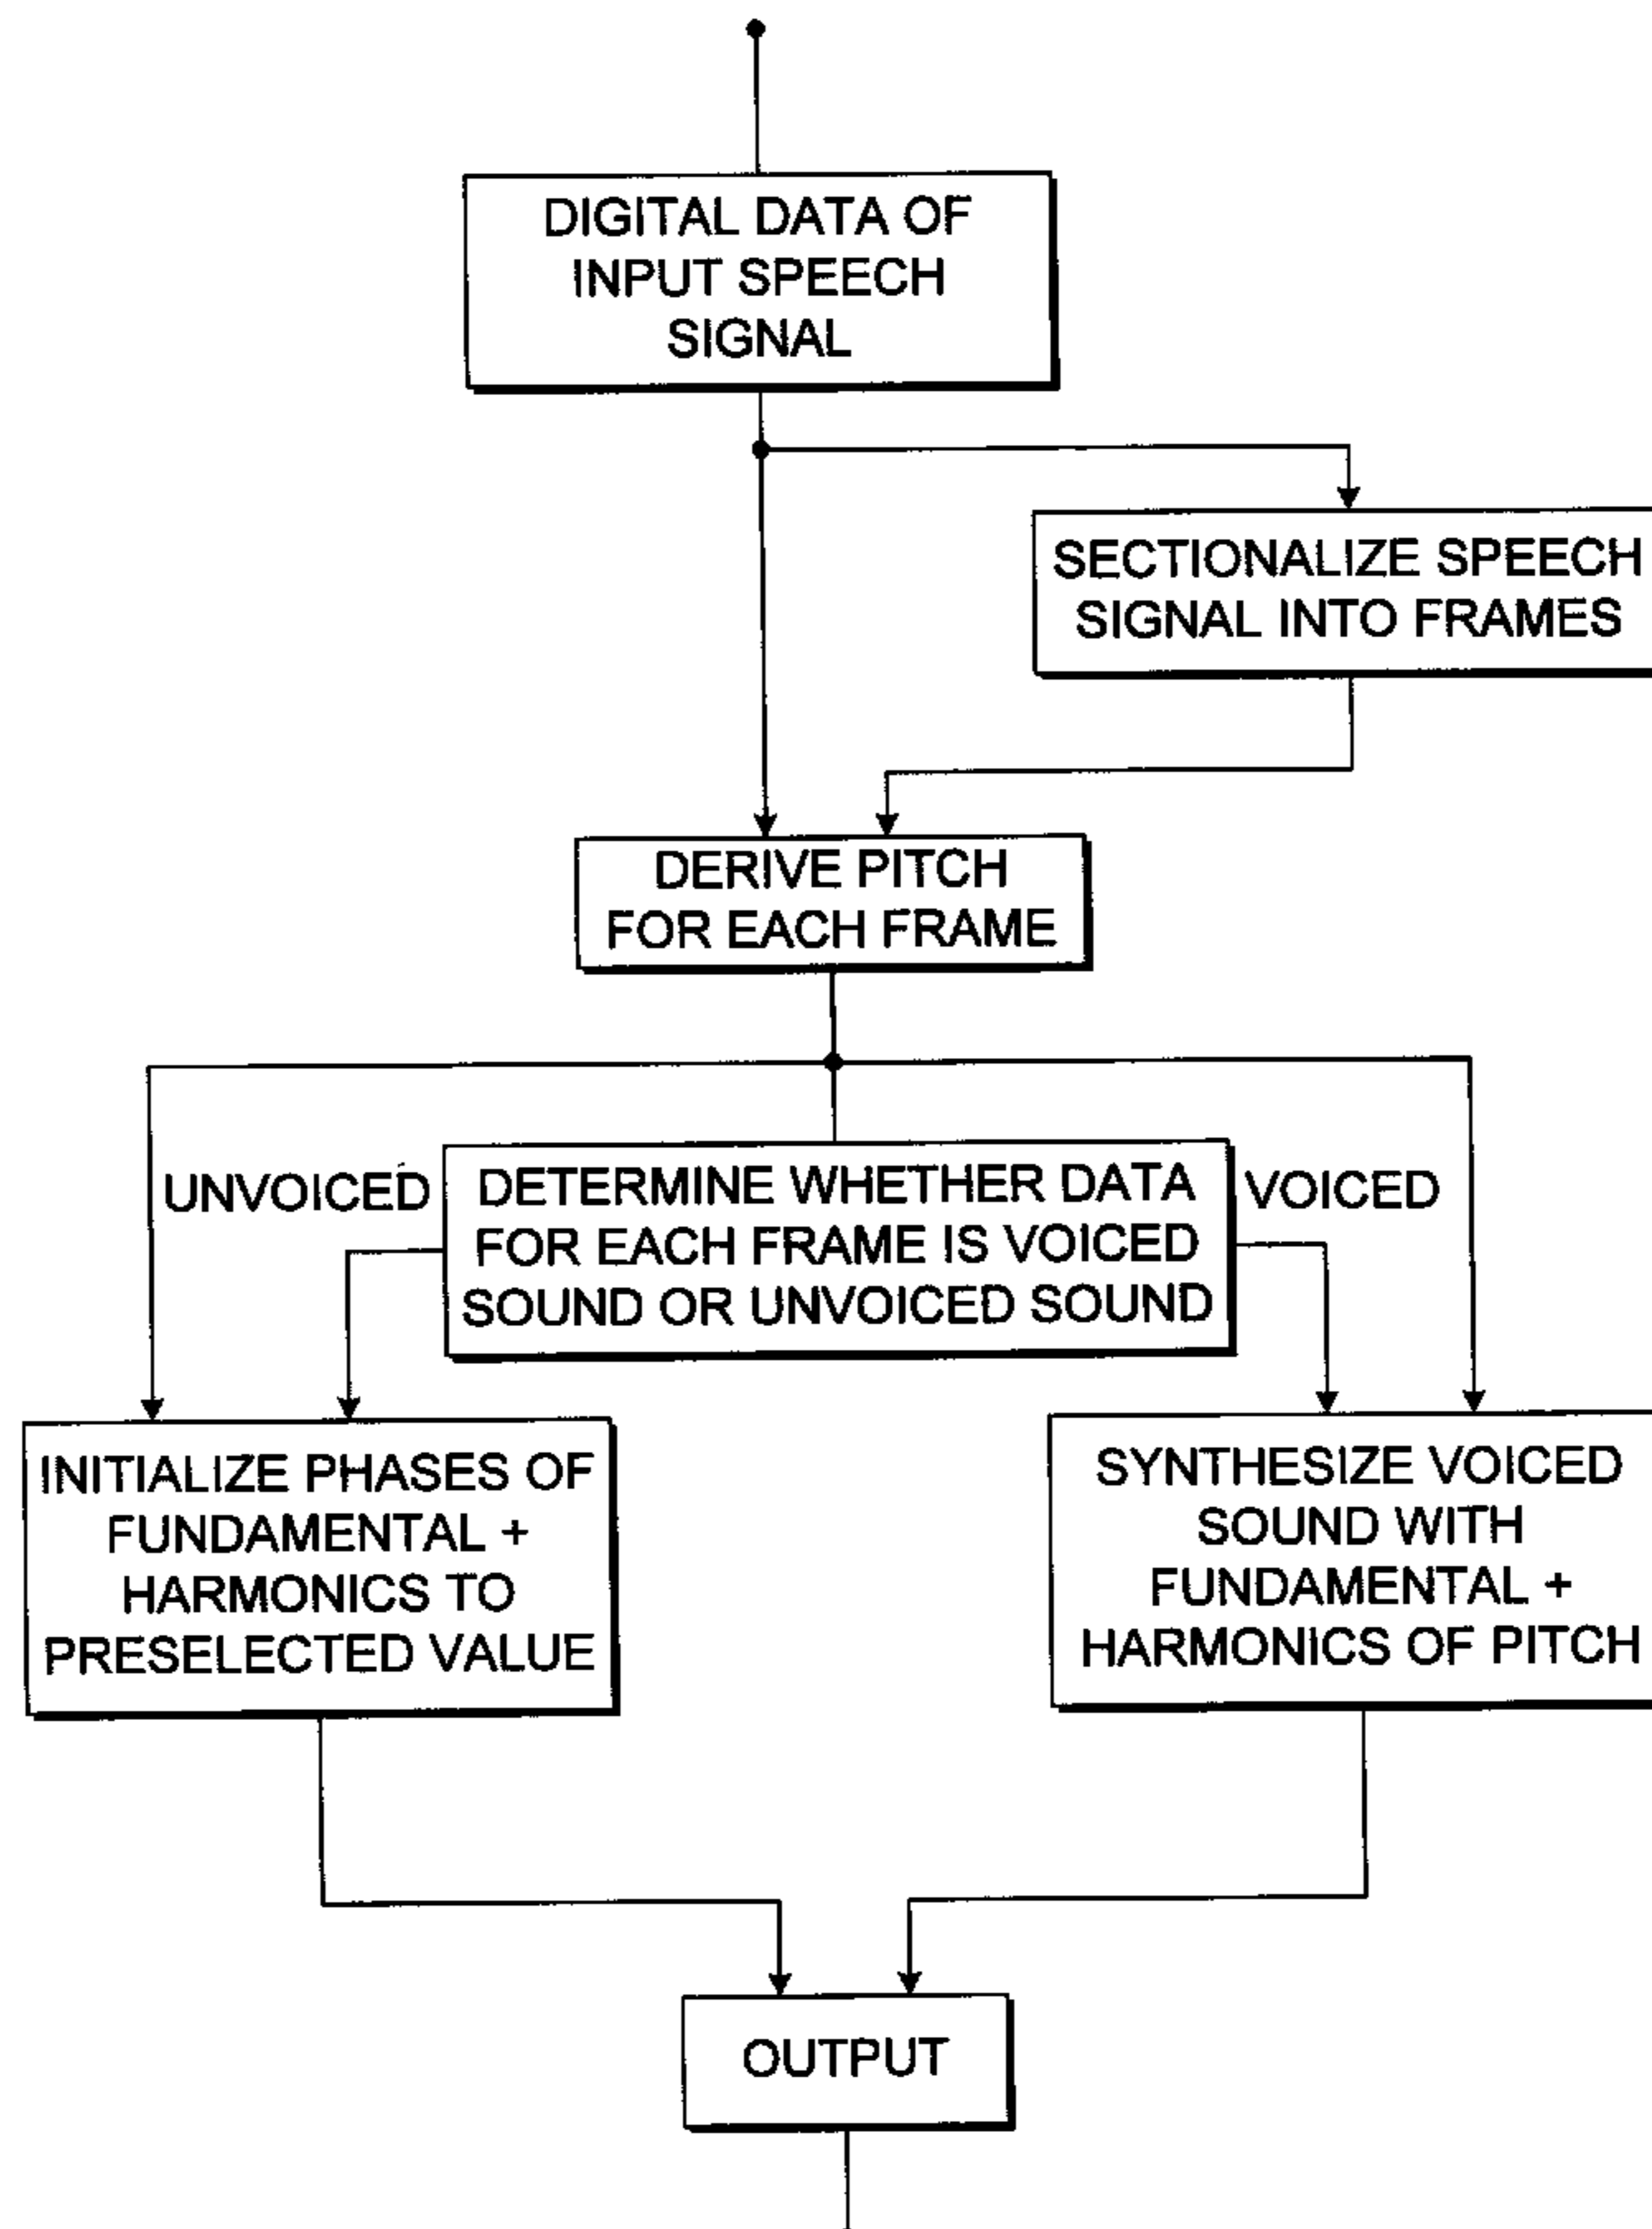 DIGITAL DATA OF
INPUT SPEECH
SIGNAL
SECTIONALIZE SPEECH
SIGNAL INTO FRAMES
DERIVE PITCH
FOR EACH FRAME
UNVOICED
DETERMINE WHETHER DATA
FOR EACH FRAME IS VOICED
SOUND OR UNVOICED SOUND
VOICED
INITIALIZE PHASES OF
FUNDAMENTAL +
HARMONICS TO
PRESELECTED VALUE
SYNTHESIZE VOICED
SOUND WITH
FUNDAMENTAL +
HARMONICS OF PITCH
OUTPUT